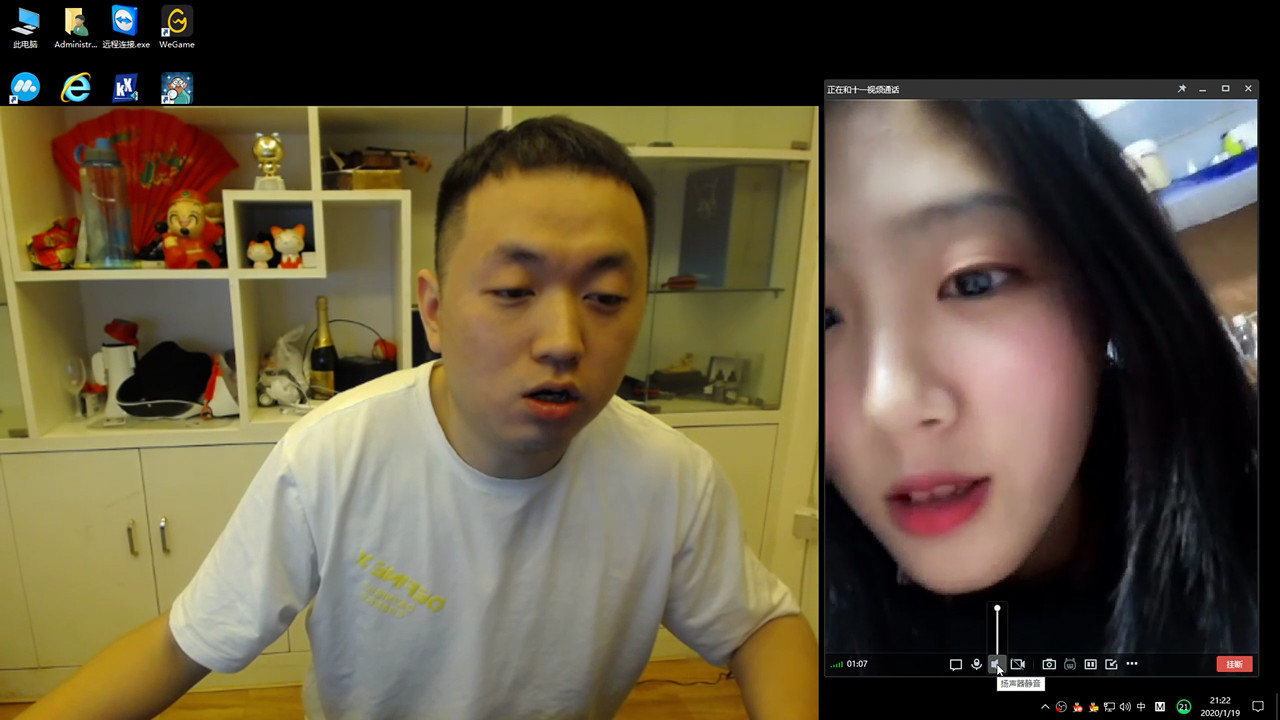 此电脑
Administr...
远程连接.exe
WeGame
正在和十一视频通话
DEFINE X
01:07
挂断
扬声器静音
中
M
21
21:22
2020/1/19